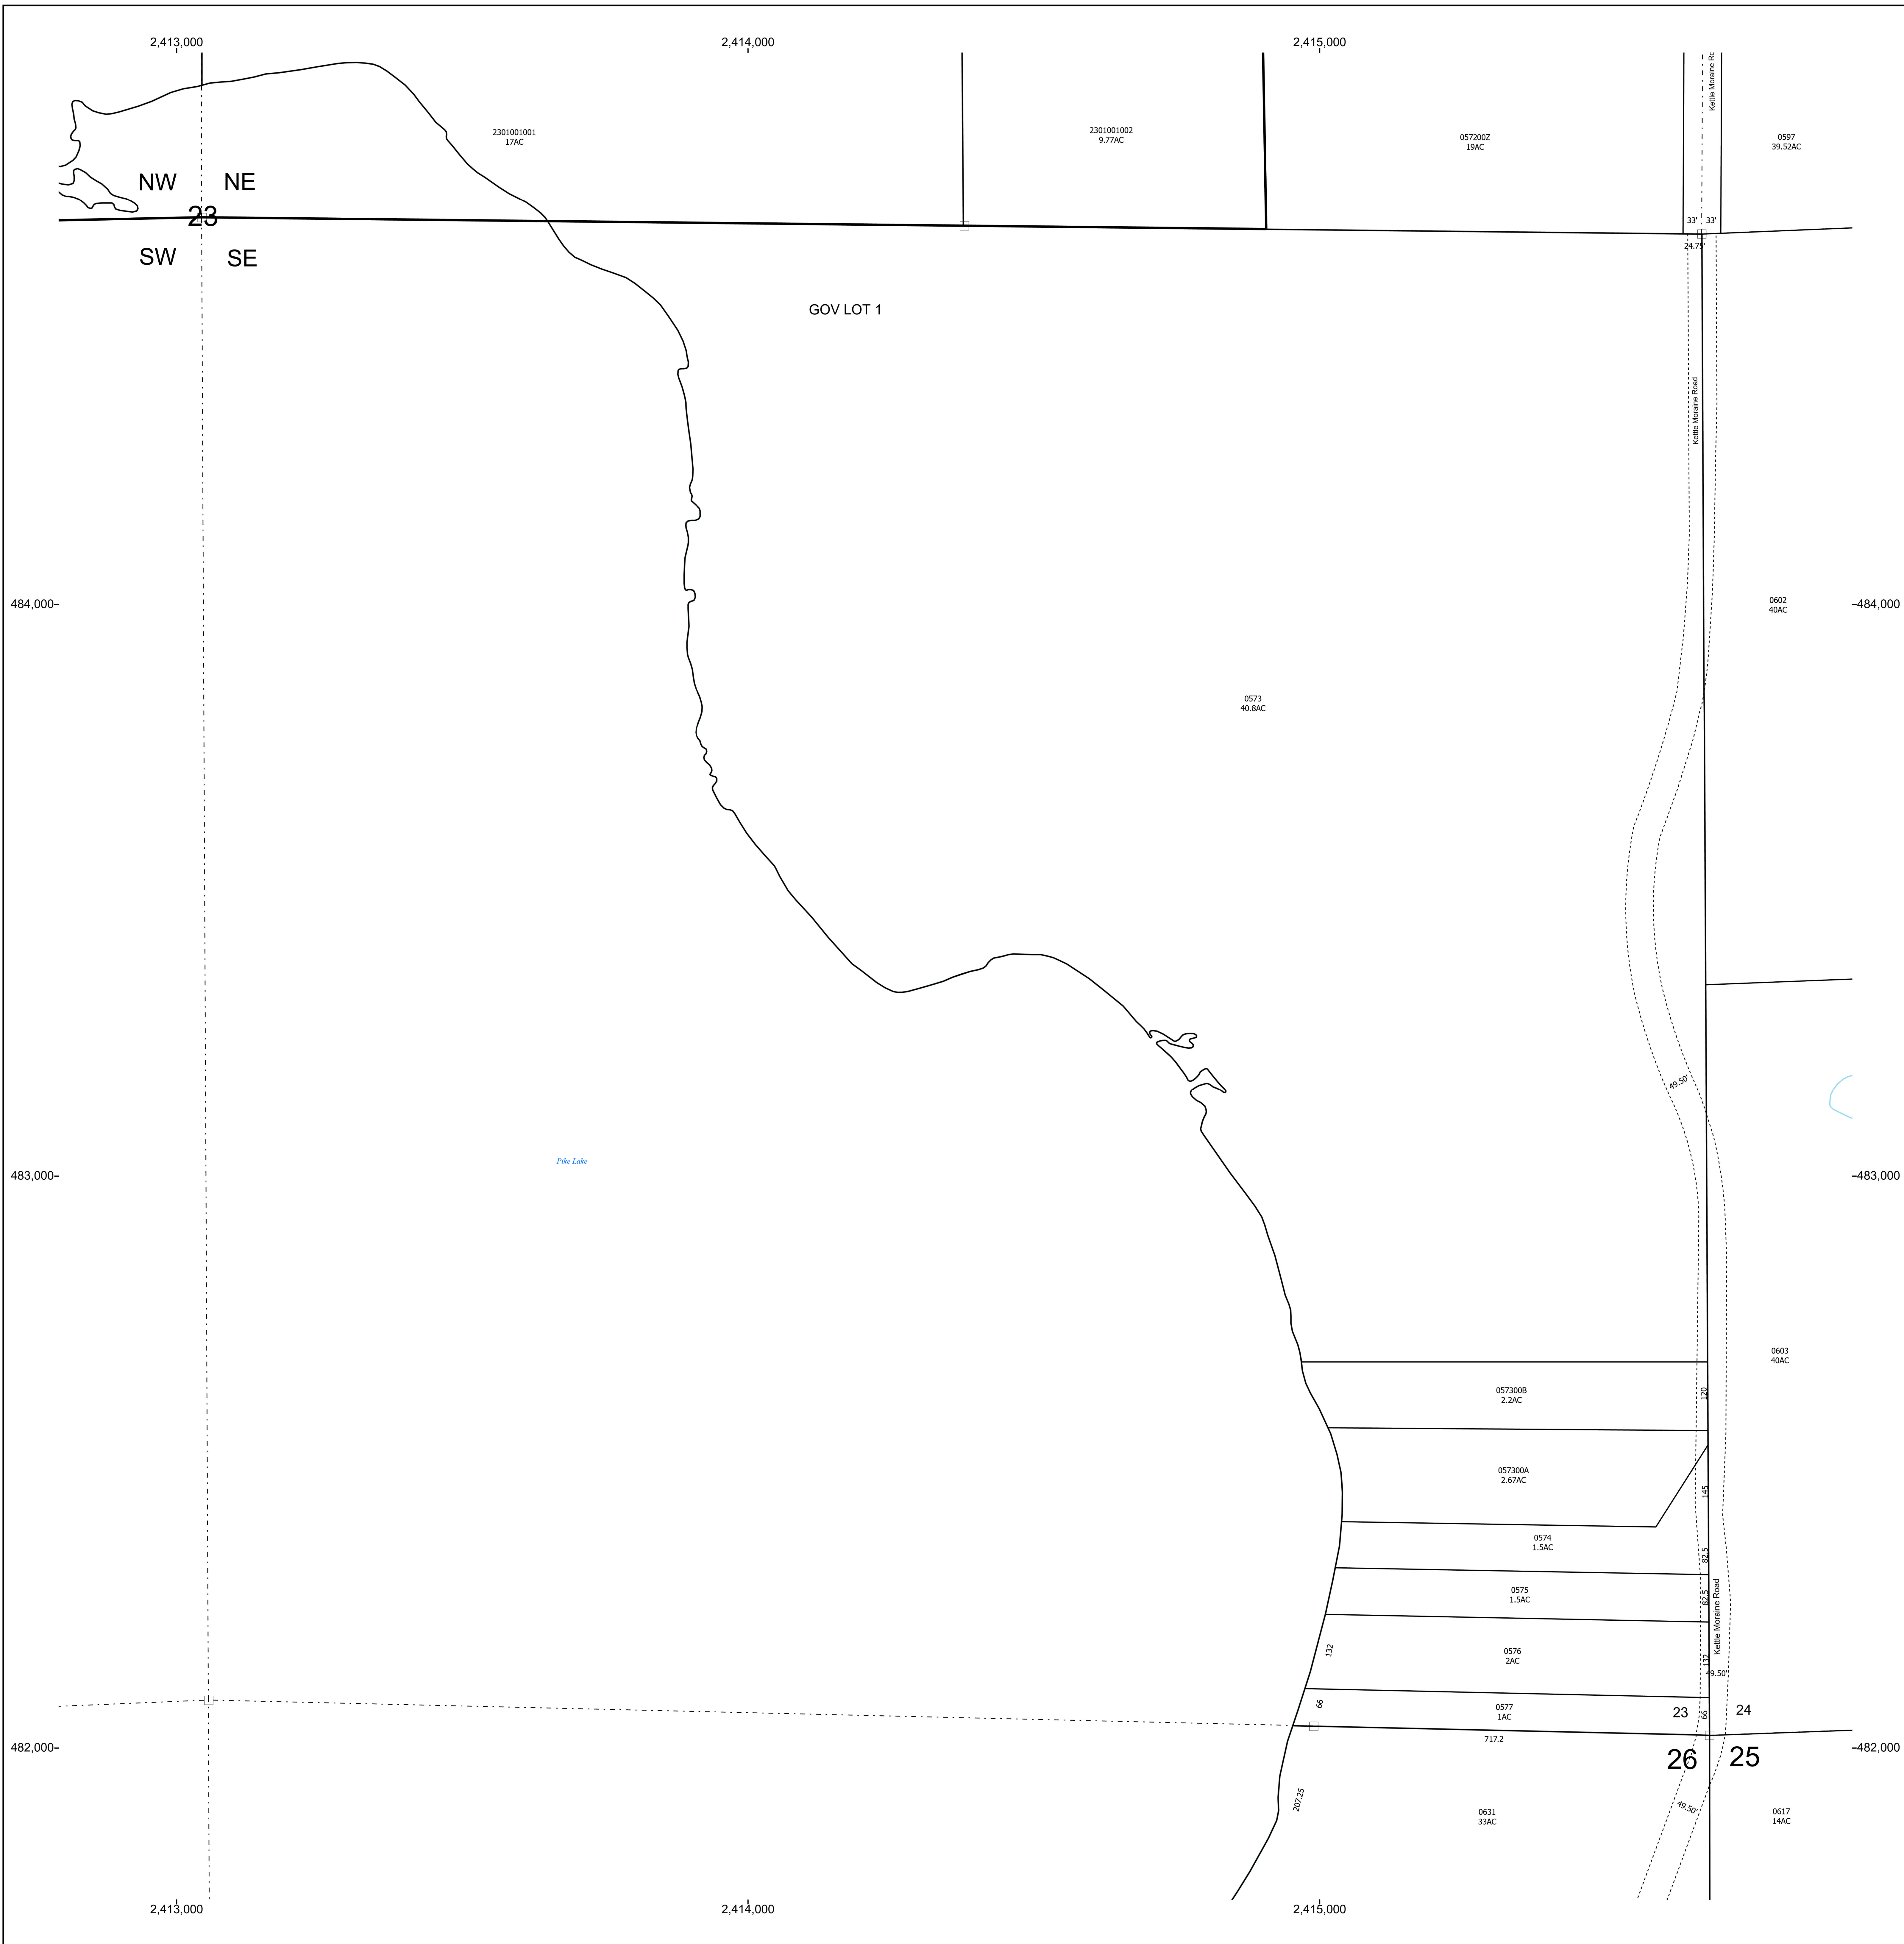 2,413,000 2,414,000 2,415,000
Kettle Moraine Rc
2301001001
17AC
2301001002
9.77AC
057200Z
19AC
0597
39.52AC
NW NE
23
SW SE
33' 33'
24.75'
GOV LOT 1
Kettle Moraine Road
484,000 484,000
0602
40AC
0573
40.8AC
49.50'
Pike Lake
483,000 483,000
0603
40AC
057300B
2.2AC
120
057300A
2.67AC
145
0574
1.5AC
82.5
0575
1.5AC
82.5
Kettle Moraine Road
132
0576
2AC
132
49.50'
66
0577
1AC
66
23 24
717.2
26 25
482,000 482,000
207.25
49.50'
0631
33AC
0617
14AC
2,413,000 2,414,000 2,415,000